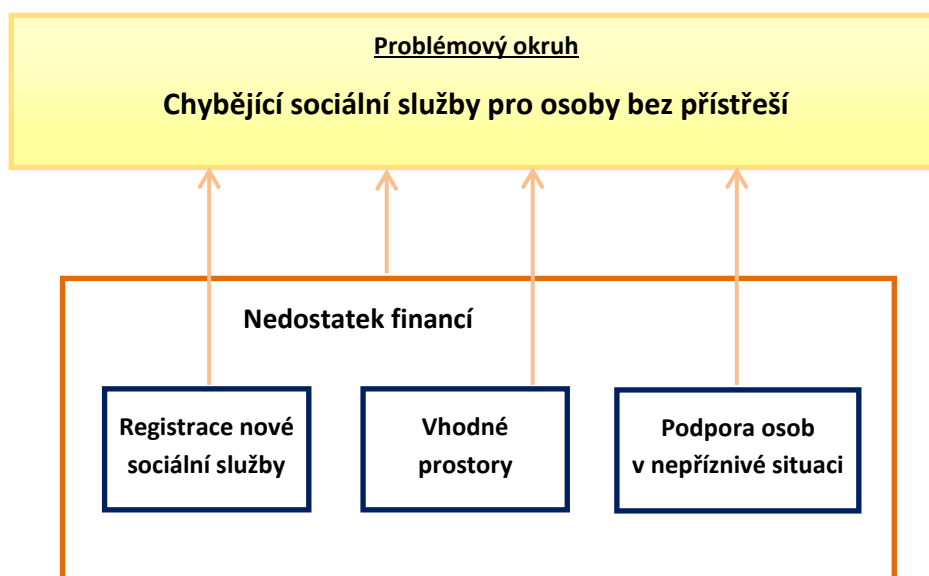 Problémový okruh
Chybějící sociální služby pro osoby bez přístřeší
Nedostatek financí
Registrace nové
sociální služby
Vhodné
prostory
Podpora osob
v nepříznivé situaci